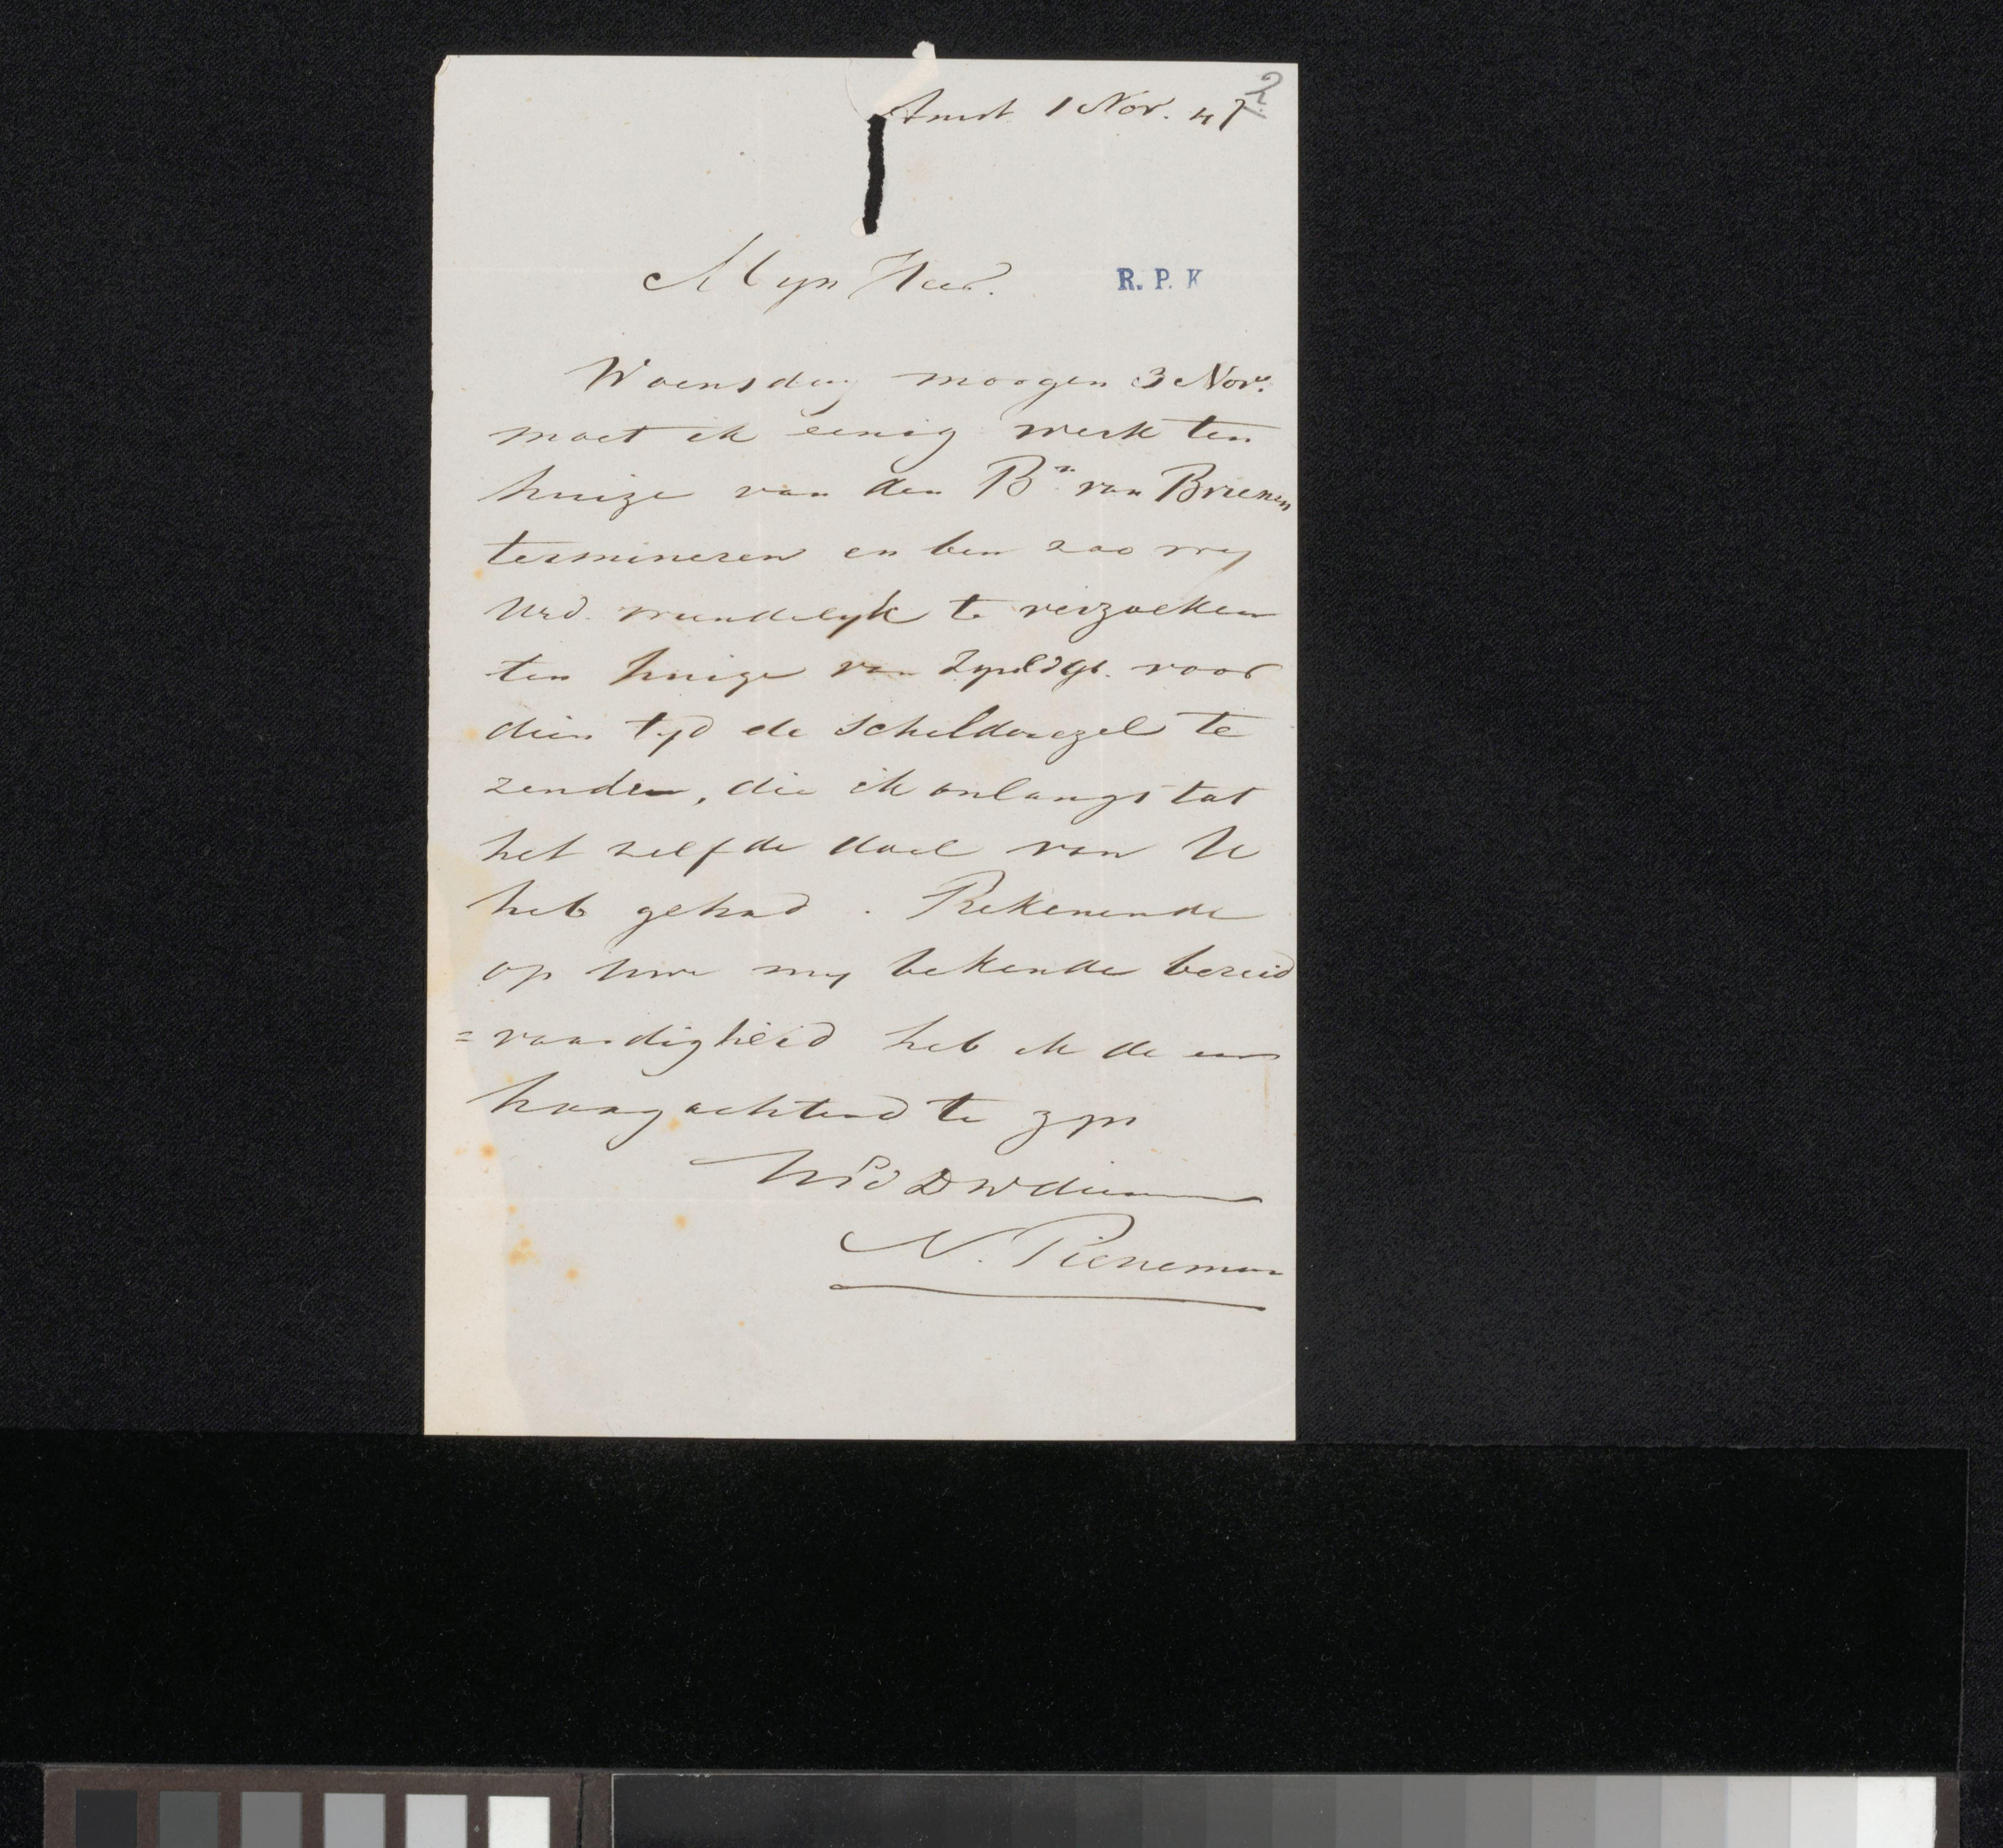 2
Amst 1 Nov. 47
Myn Heer.
R. P. K
Woensdag morgen 3 Nov.
moet ik eenig werk ten
huize van den Bn. van Brienen
termineren en ben zoo vry
UEd. vriendelyk te verzoeken
ten huize van ZynEdGb. voor
dien tyd de schilderezel te
zenden, die ik onlangs tot
het zelfde doel van U
heb gehad. Rekenende
op uwe my bekende bereid
=vaardigheid heb ik de eer
hoogachtend te zyn
UEd DWdienaar
N. Pieneman